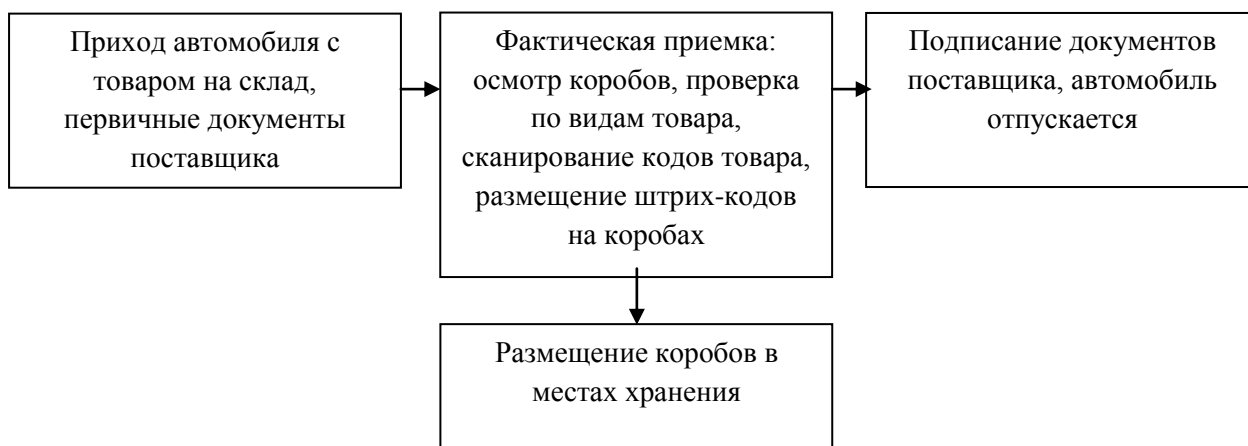 Приход автомобиля с
товаром на склад,
первичные документы
поставщика
Фактическая приемка:
осмотр коробов, проверка
по видам товара,
сканирование кодов товара,
размещение штрих-кодов
на коробах
Подписание документов
поставщика, автомобиль
отпускается
Размещение коробов в
местах хранения